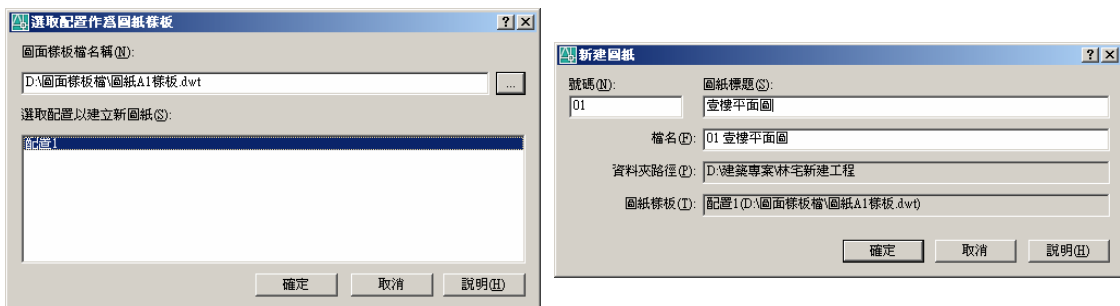 選取配置作為圖紙樣板
圖面樣板檔名稱(N):
D:\圖面樣板檔\圖紙A1樣板.dwt
...
選取配置以建立新圖紙(S):
配置1
確定
取消
說明(H)
新建圖紙
號碼(N):
圖紙標題(S):
01
壹樓平面圖
檔名(F):
01 壹樓平面圖
資料夾路徑(P):
D:\建築專案\林宅新建工程
圖紙樣板(T):
配置1(D:\圖面樣板檔\圖紙A1樣板.dwt)
確定
取消
說明(H)